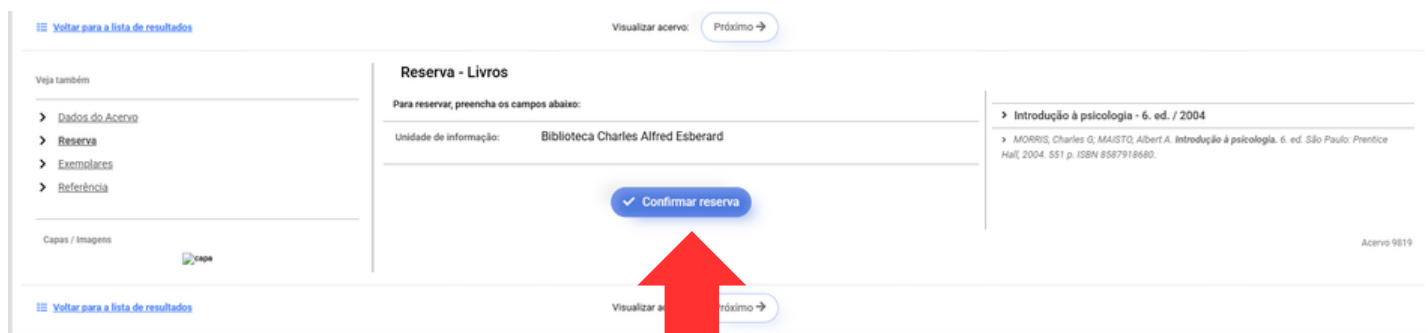 Voltar para a lista de resultados
Visualizar acervo:
Próximo →
Veja também
Dados do Acervo
Reserva
Exemplares
Referência
Capas / Imagens
capa
Reserva - Livros
Para reservar, preencha os campos abaixo:
Unidade de informação: Biblioteca Charles Alfred Esberard
Confirmar reserva
Introdução à psicologia - 6. ed. / 2004
MORRIS, Charles G; MAISTO, Albert A. Introdução à psicologia. 6. ed. São Paulo: Prentice
Hall, 2004. 551 p. ISBN 8587918680.
Acervo 9819
Voltar para a lista de resultados
Visualizar